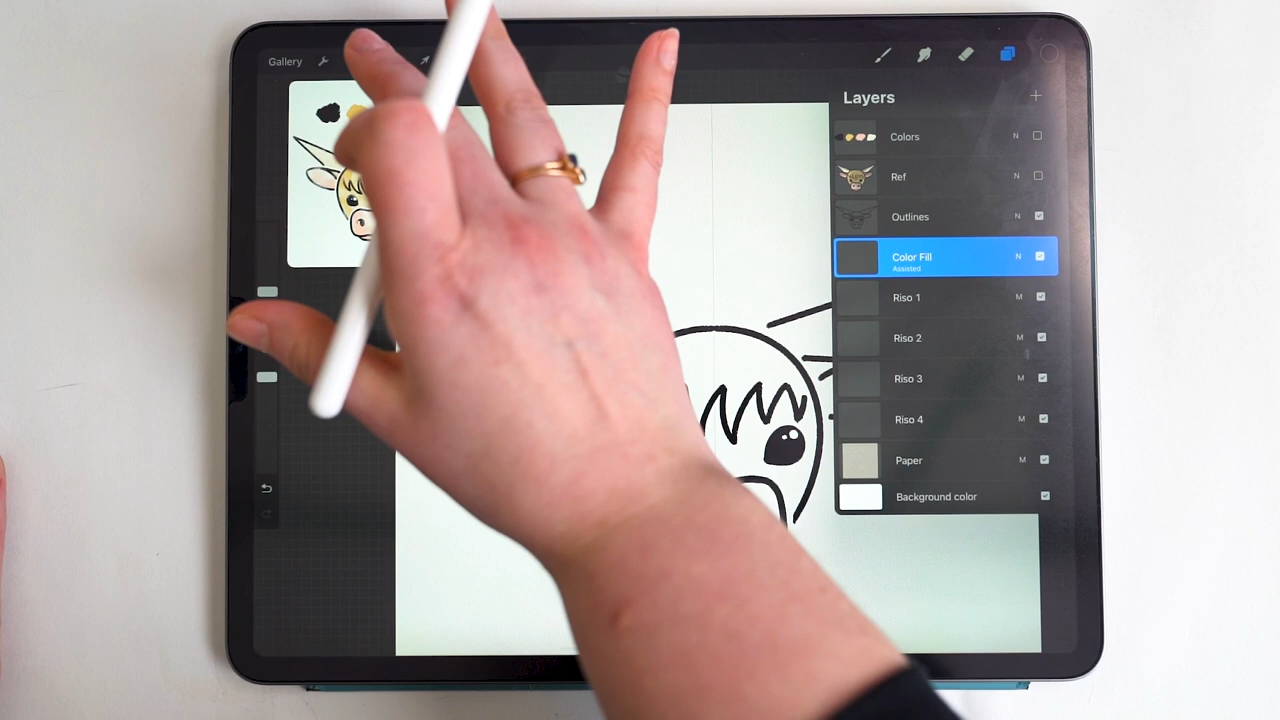 Gallery
Layers
Colors N
Ref N
Outlines N
Color Fill N
Assisted
Riso 1 M
Riso 2 M
Riso 3 M
Riso 4 M
Paper M
Background color